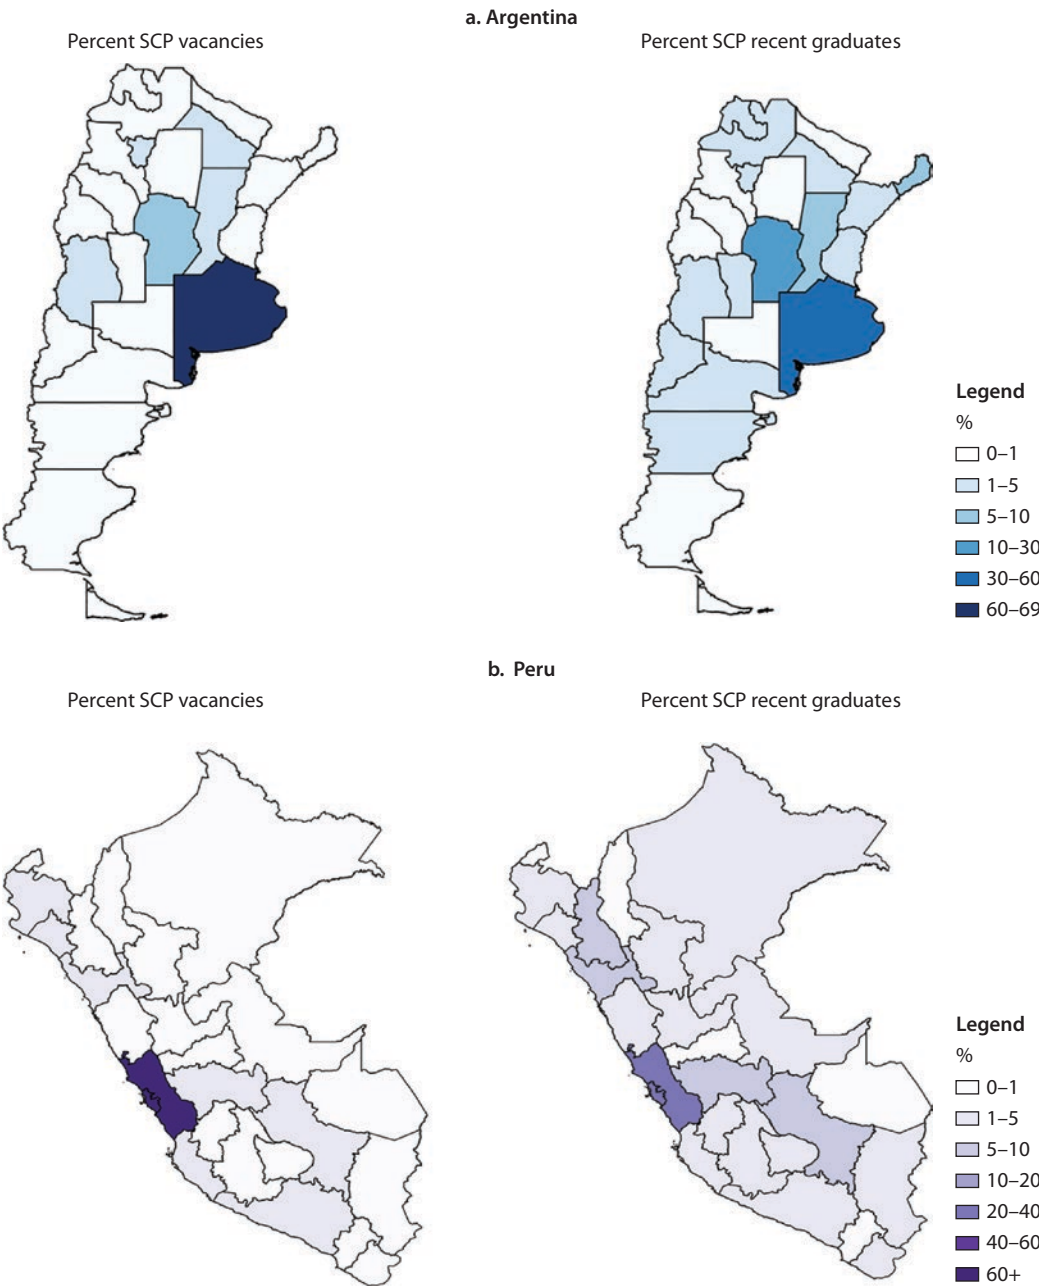 a. Argentina
Percent SCP vacancies
Percent SCP recent graduates
Legend
%
0–1
1–5
5–10
10–30
30–60
60–69
b. Peru
Percent SCP vacancies
Percent SCP recent graduates
Legend
%
0–1
1–5
5–10
10–20
20–40
40–60
60+